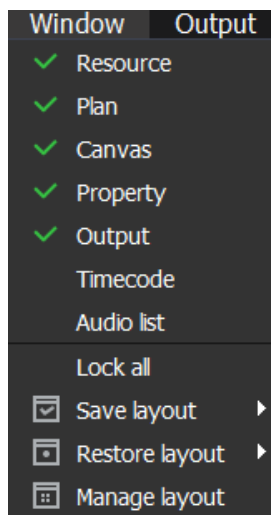 Window Output
Resource
Plan
Canvas
Property
Output
Timecode
Audio list
Lock all
Save layout
Restore layout
Manage layout